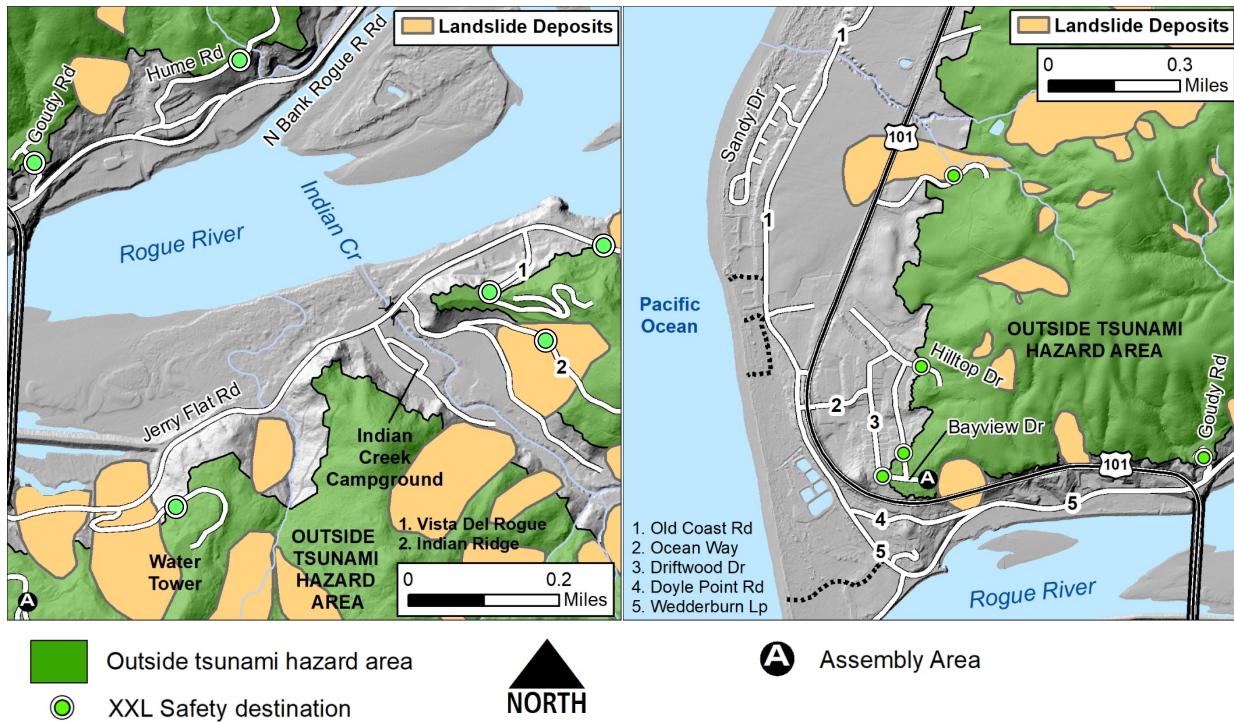 Landslide Deposits
Hume Rd
Goudy Rd
N Bank Rogue R Rd
Indian Cr
Rogue River
1
2
Jerry Flat Rd
Indian
Creek
Campground
1. Vista Del Rogue
2. Indian Ridge
OUTSIDE
TSUNAMI
HAZARD
AREA
Water
Tower
A
0 0.2
Miles
Landslide Deposits
0 0.3
Miles
1
Sandy Dr
101
1
Pacific
Ocean
OUTSIDE TSUNAMI
HAZARD AREA
Hilltop Dr
2
3
Bayview Dr
Goudy Rd
A
101
4
5
5
1. Old Coast Rd
2. Ocean Way
3. Driftwood Dr
4. Doyle Point Rd
5. Wedderburn Lp
Rogue River
Outside tsunami hazard area
XXL Safety destination
NORTH
A Assembly Area